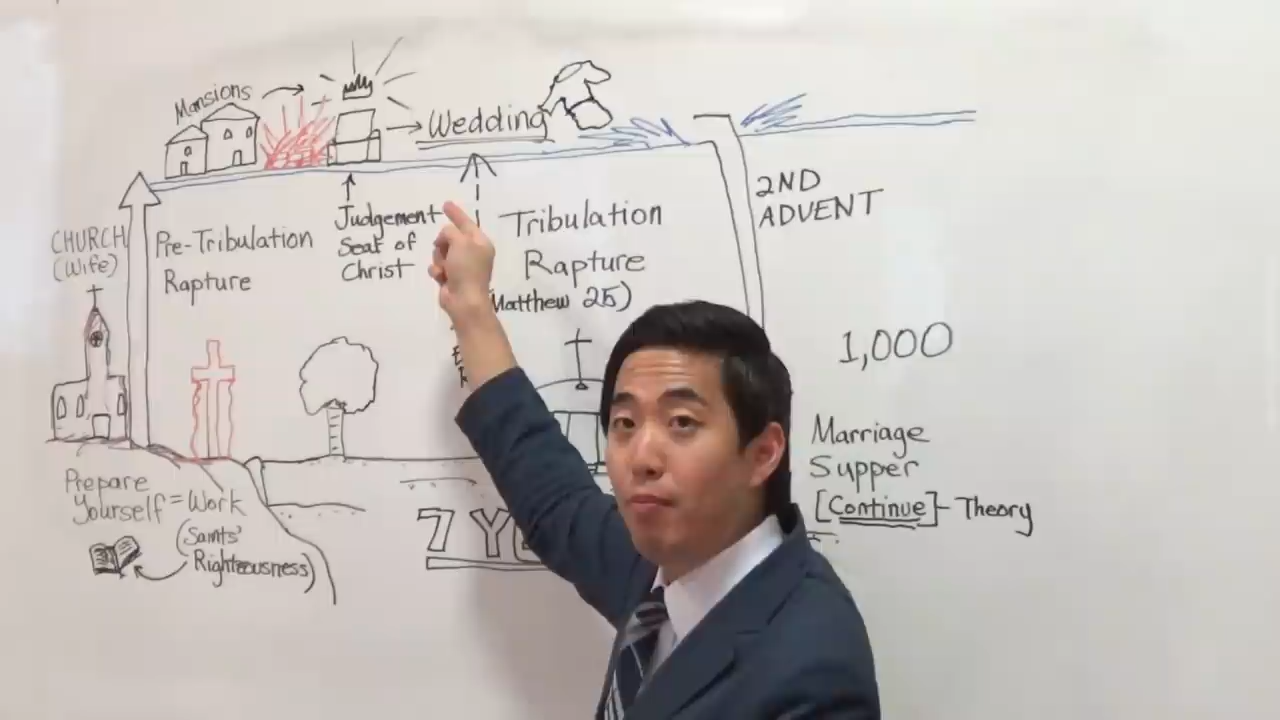 Mansions
Wedding
CHURCH
(Wife)
Pre-Tribulation
Rapture
Judgement
Seat of
Christ
Tribulation
Rapture
Matthew 25)
2ND
ADVENT
1,000
Prepare
Yourself = Work
(Saints'
Righteousness)
7 Y
Marriage
Supper
[Continue] - Theory